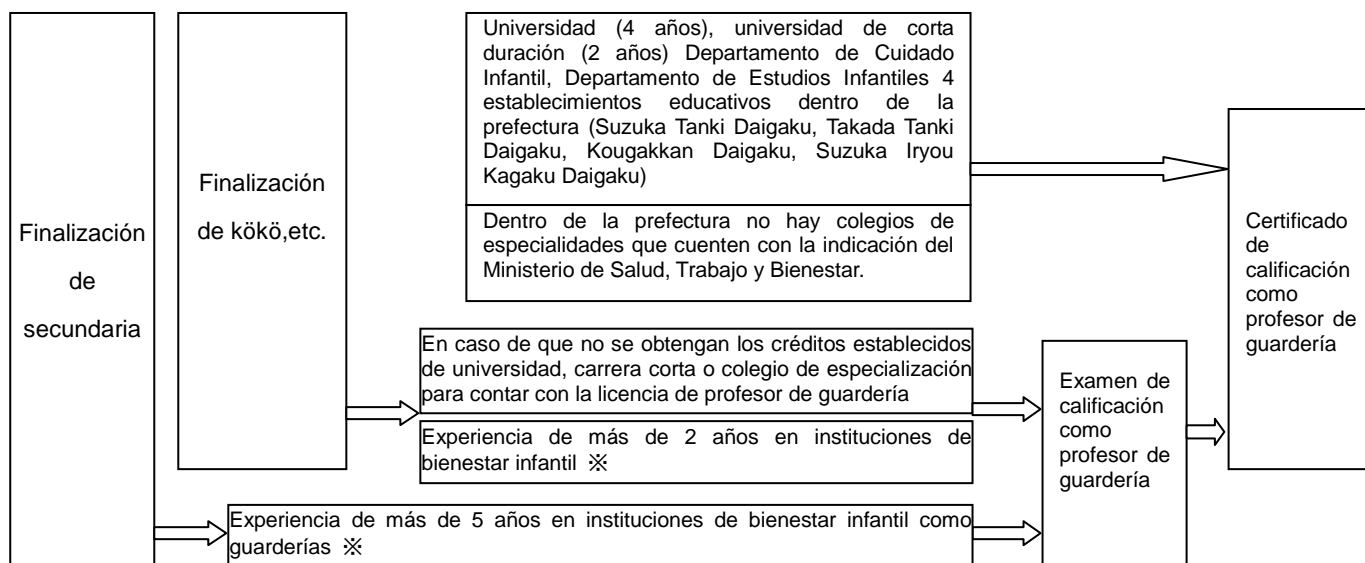 Finalización
de
secundaria
Finalización
de kökö,etc.
Universidad (4 años), universidad de corta
duración (2 años) Departamento de Cuidado
Infantil, Departamento de Estudios Infantiles 4
establecimientos educativos dentro de la
prefectura (Suzuka Tanki Daigaku, Takada Tanki
Daigaku, Kougakkan Daigaku, Suzuka Iryou
Kagaku Daigaku)
Dentro de la prefectura no hay colegios de
especialidades que cuenten con la indicación del
Ministerio de Salud, Trabajo y Bienestar.
En caso de que no se obtengan los créditos establecidos
de universidad, carrera corta o colegio de especialización
para contar con la licencia de profesor de guardería
Experiencia de más de 2 años en instituciones de
bienestar infantil ※
Experiencia de más de 5 años en instituciones de bienestar infantil como
guarderías ※
Examen de
calificación
como
profesor de
guardería
Certificado
de
calificación
como
profesor de
guardería